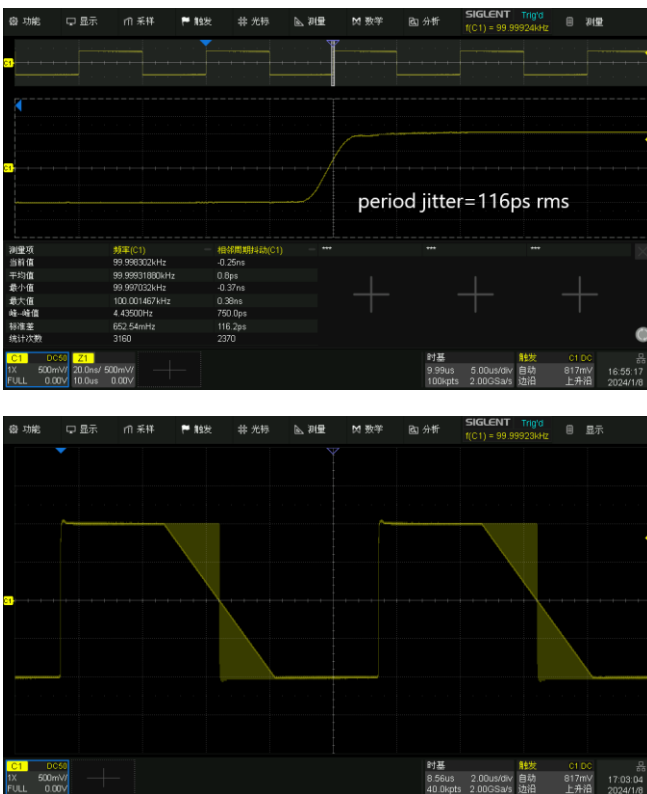 功能 显示 采样 触发 光标 测量 数学 分析 SIGLENT Trig'd 测量
f(C1) = 99.99924kHz
C1
C1
period jitter=116ps rms
测量项 频率(C1) 相邻周期抖动(C1) *** *** ***
当前值 99.998302kHz -0.25ns
平均值 99.99931880kHz 0.8ps
最小值 99.997032kHz -0.37ns
最大值 100.001467kHz 0.38ns
峰--峰值 4.43500Hz 750.0ps
标准差 652.54mHz 116.2ps
统计次数 3160 2370
C1 DC50 Z1 时基 触发 C1 DC
1X 500mV/ 20.0ns/ 500mV/ 9.99us 5.00us/div 自动 817mV 16:55:17
FULL 0.00V 10.0us 0.00V 100kpts 2.00GSa/s 边沿 上升沿 2024/1/8
功能 显示 采样 触发 光标 测量 数学 分析 SIGLENT Trig'd 显示
f(C1) = 99.99923kHz
C1
C1 DC50 时基 触发 C1 DC
1X 500mV/ 8.56us 2.00us/div 自动 817mV 17:03:04
FULL 0.00V 40.0kpts 2.00GSa/s 边沿 上升沿 2024/1/8